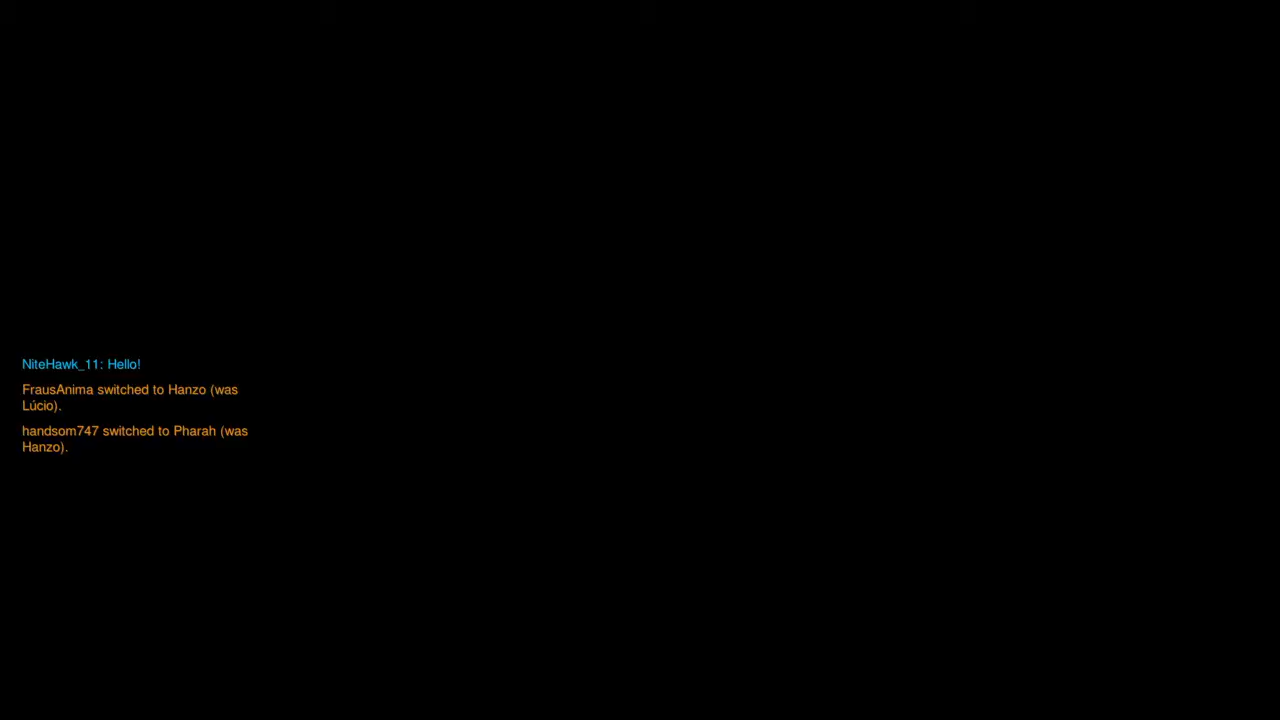 NiteHawk_11: Hello!
FrausAnima switched to Hanzo (was
Lúcio).
handsom747 switched to Pharah (was
Hanzo).